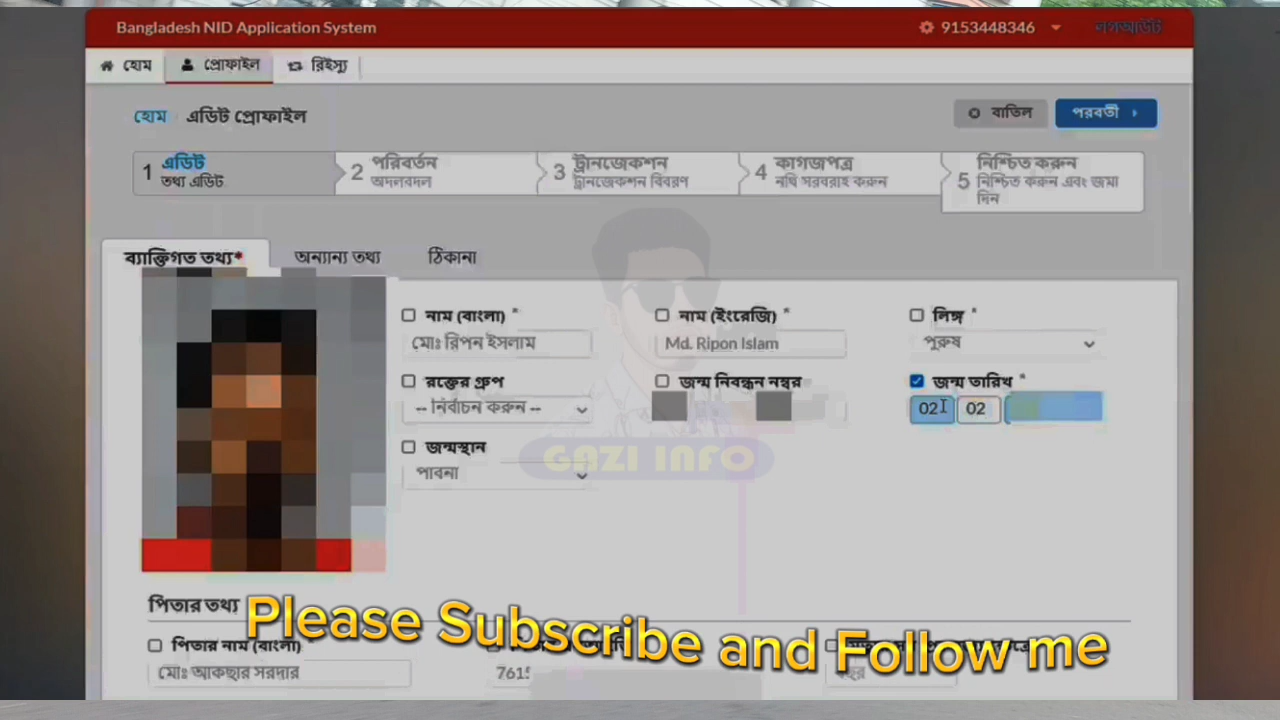 Bangladesh NID Application System
9153448346
লগআউট
হোম
প্রোফাইল
রিইস্যু
হোম এডিট প্রোফাইল
বাতিল
পরবর্তী
1 এডিট
তথ্য এডিট
2 পরিবর্তন
অদলবদল
3 ট্রানজেকশন
ট্রানজেকশন বিবরণ
4 কাগজপত্র
নথি সরবরাহ করুন
5 নিশ্চিত করুন
নিশ্চিত করুন এবং জমা
দিন
ব্যাক্তিগত তথ্য*
অন্যান্য তথ্য
ঠিকানা
নাম (বাংলা) *
নাম (ইংরেজি) *
লিঙ্গ *
মোঃ রিপন ইসলাম
Md. Ripon Islam
পুরুষ
রক্তের গ্রুপ
জন্ম নিবন্ধন নম্বর
জন্ম তারিখ *
-- নির্বাচন করুন --
02
02
জন্মস্থান
পাবনা
GAZI INFO
পিতার তথ্য
Please Subscribe and Follow me
পিতার নাম (বাংলা)
মোঃ আকছার সরদার
7615